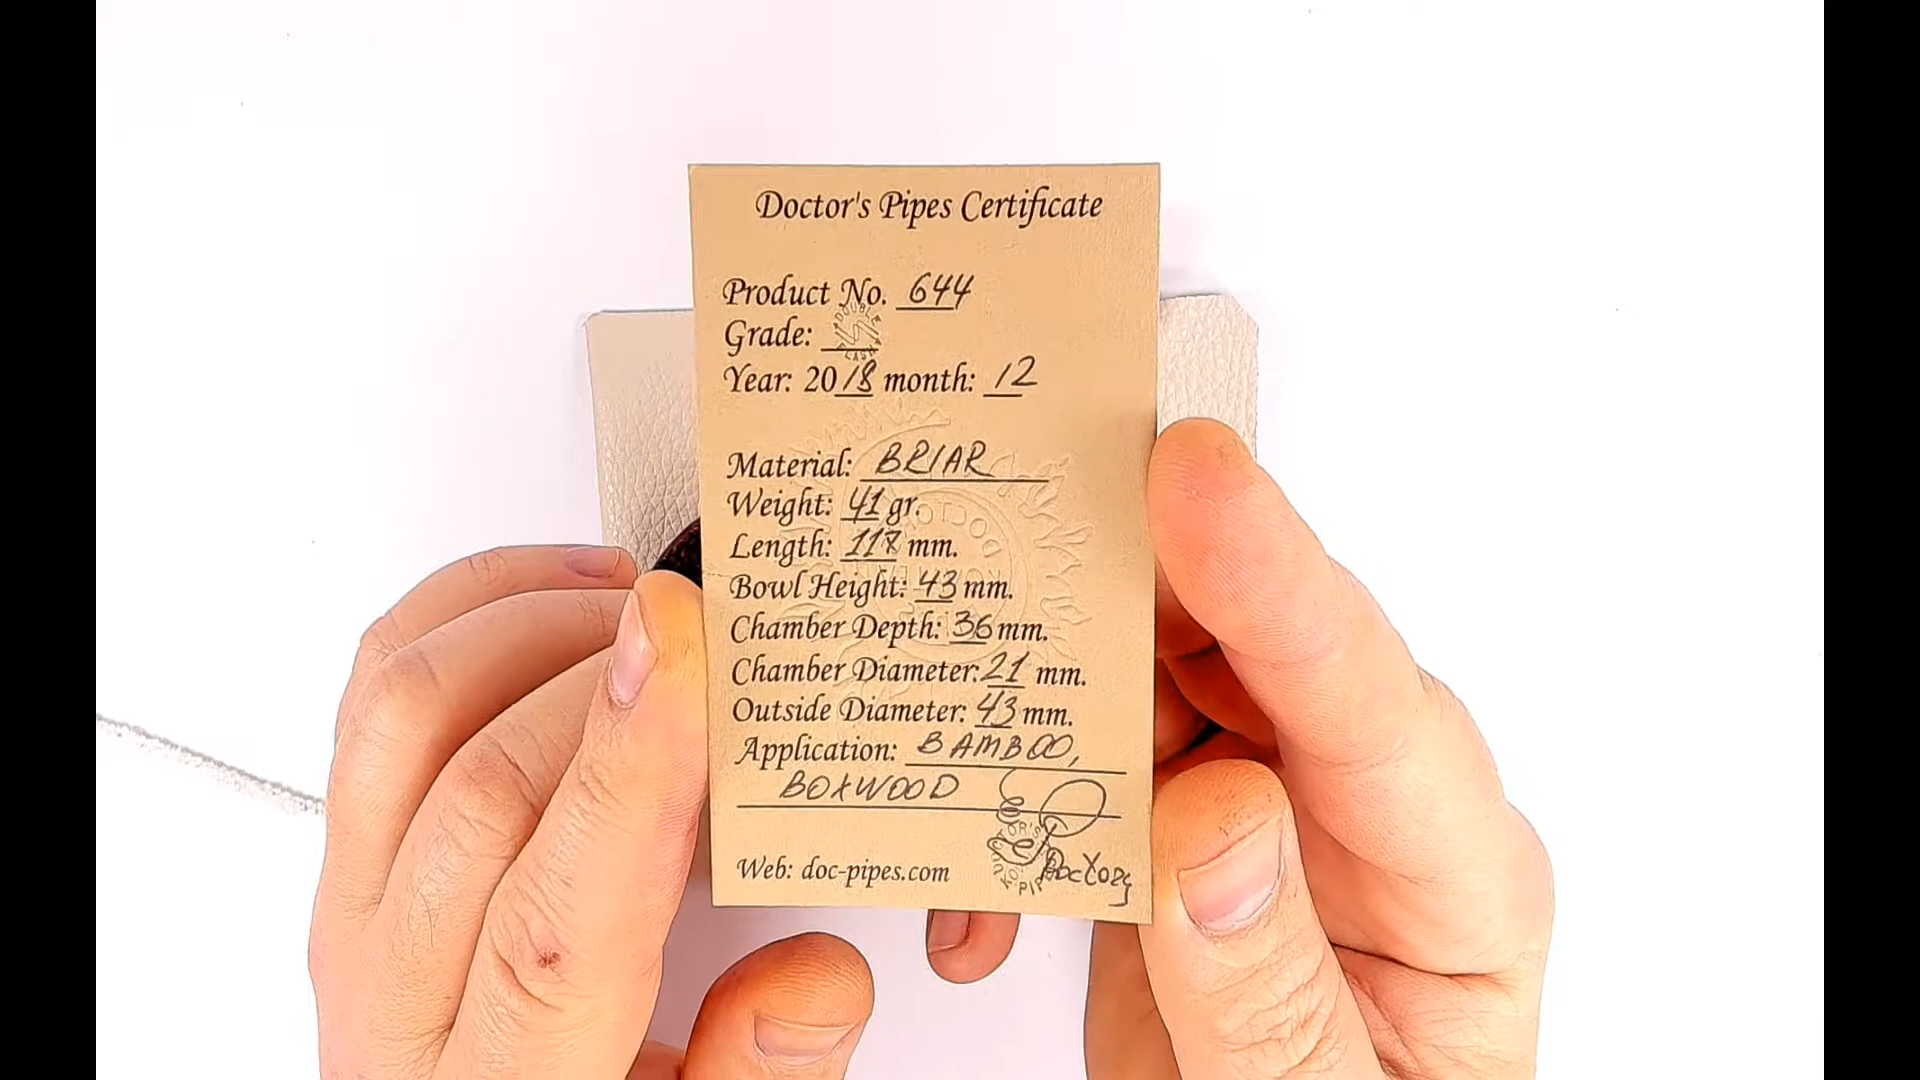 Doctor's Pipes Certificate
Product No. 644
Grade:
DOUBLE
Year: 2018 month: 12
Material: BRIAR
Weight: 41 gr.
Length: 117 mm.
Bowl Height: 43 mm.
Chamber Depth: 36 mm.
Chamber Diameter: 21 mm.
Outside Diameter: 43 mm.
Application: BAMBOO,
BOXWOOD
Web: doc-pipes.com